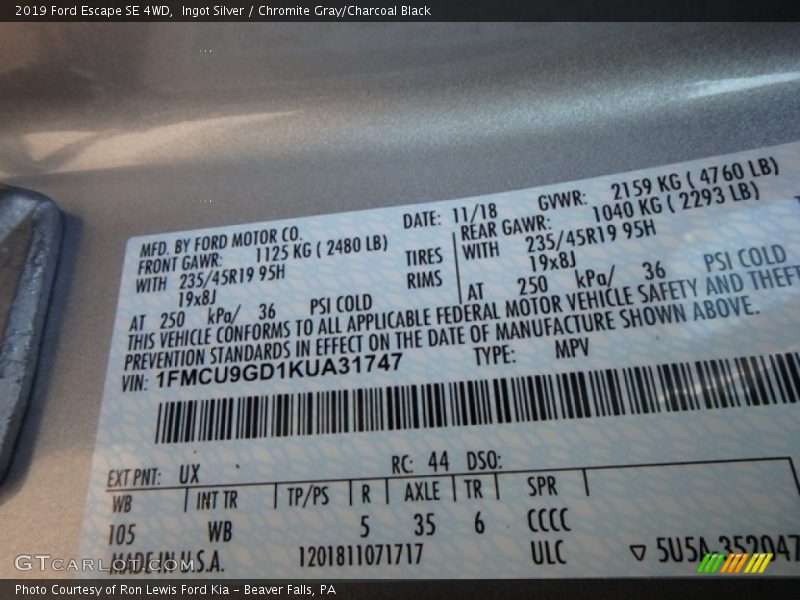 2019 Ford Escape SE 4WD,  Ingot Silver / Chromite Gray/Charcoal Black
MFD. BY FORD MOTOR CO. DATE: 11/18 GVWR: 2159 KG ( 4760 LB)
FRONT GAWR: 1125 KG ( 2480 LB) REAR GAWR: 1040 KG ( 2293 LB)
WITH 235/45R19 95H TIRES WITH 235/45R19 95H
19x8J RIMS 19x8J
AT 250 kPa/ 36 PSI COLD AT 250 kPa/ 36 PSI COLD
THIS VEHICLE CONFORMS TO ALL APPLICABLE FEDERAL MOTOR VEHICLE SAFETY AND THEFT
PREVENTION STANDARDS IN EFFECT ON THE DATE OF MANUFACTURE SHOWN ABOVE.
VIN: 1FMCU9GD1KUA31747 TYPE: MPV
EXT PNT: UX RC: 44 DSO:
WB INT TR TP/PS R AXLE TR SPR
105 WB 5 35 6 CCCC
MADE IN U.S.A. 1201811071717 ULC ▽ 5U5A-352047
GTCARLOT.COM
Photo Courtesy of Ron Lewis Ford Kia - Beaver Falls, PA